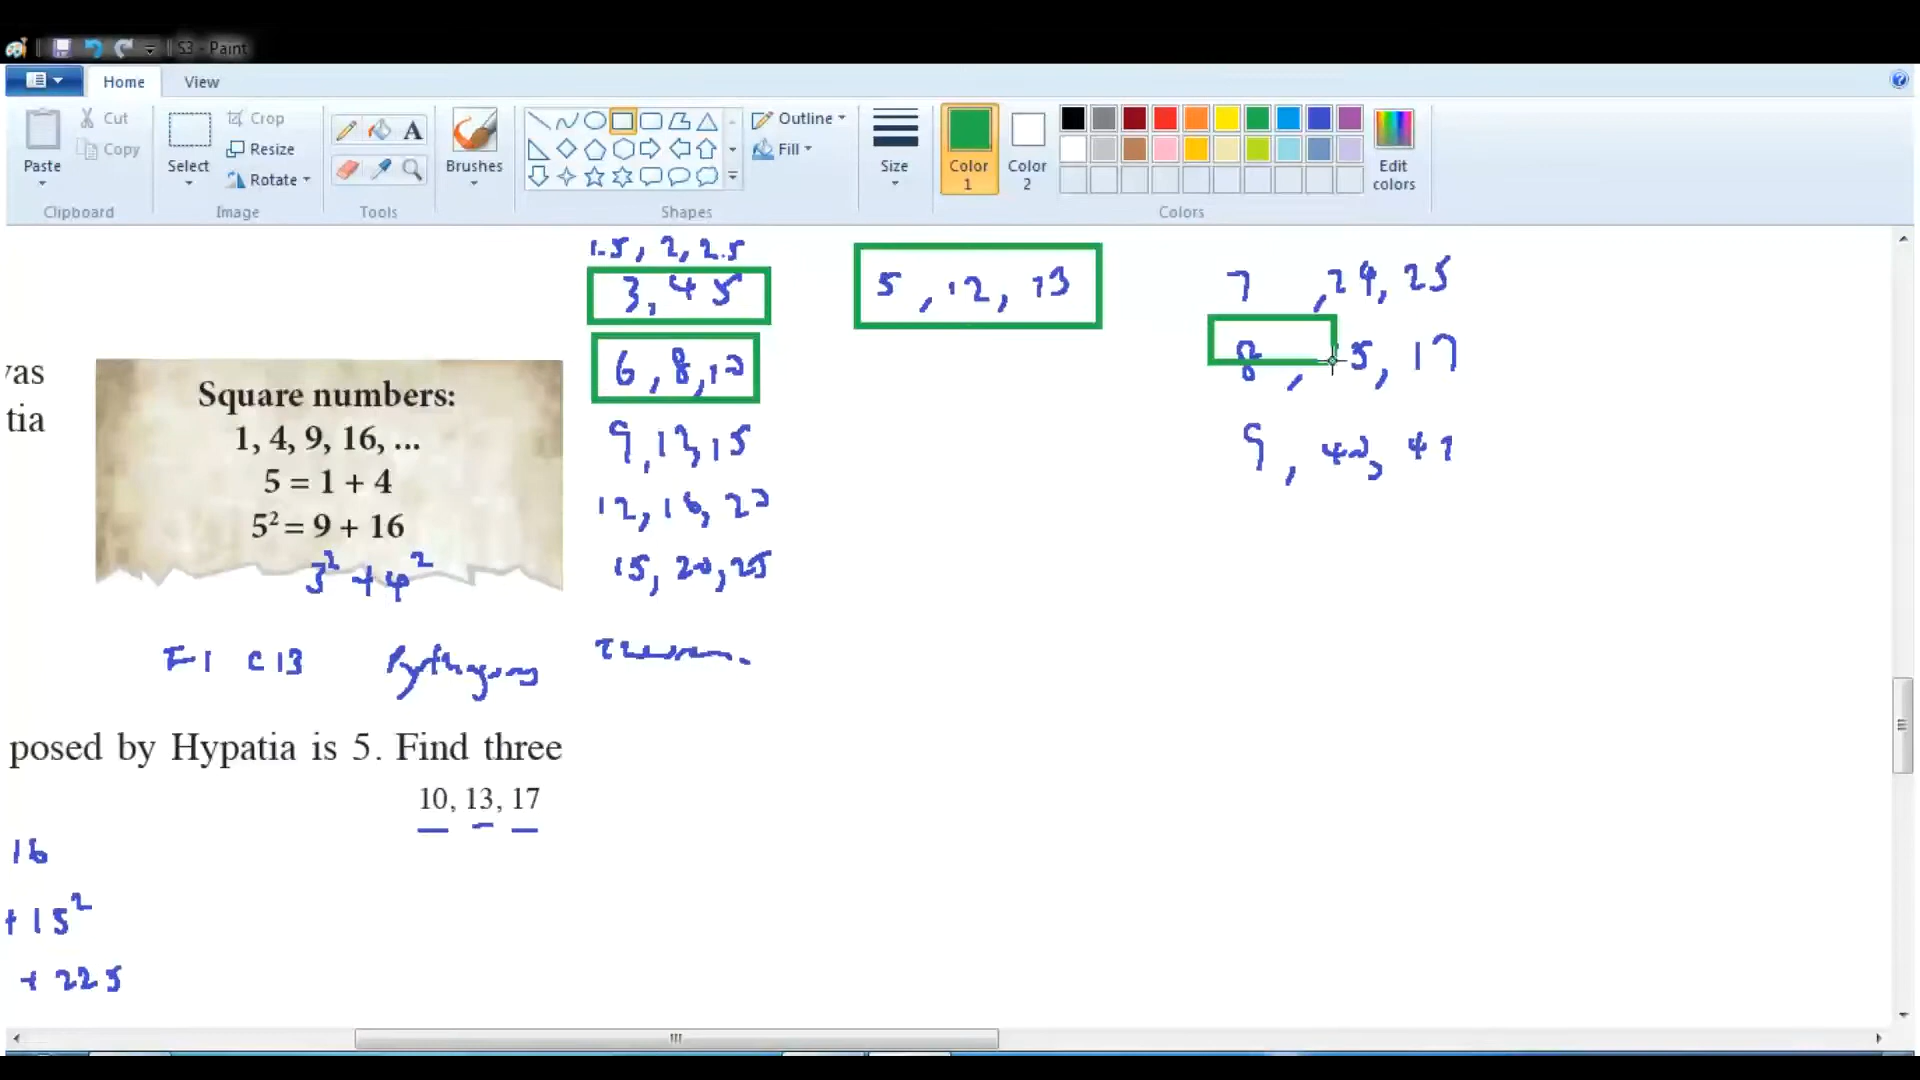 S3 - Paint
Home View
Paste
Cut
Copy
Clipboard
Select
Crop
Resize
Rotate
Image
A
Tools
Brushes
Shapes
Outline
Fill
Size
Color 1
Color 2
Colors
Edit colors
1.5, 2, 2.5
3, 4 5
6, 8, 10
9, 12, 15
12, 16, 20
15, 20, 25
5, 12, 13
7, 24, 25
8, 15, 17
9, 40, 41
vas
tia
Square numbers:
1, 4, 9, 16, ...
5 = 1 + 4
5² = 9 + 16
3² + 4²
F1 C13 Pythagoras Theorem.
posed by Hypatia is 5. Find three
10, 13, 17
16
+ 15²
+ 225